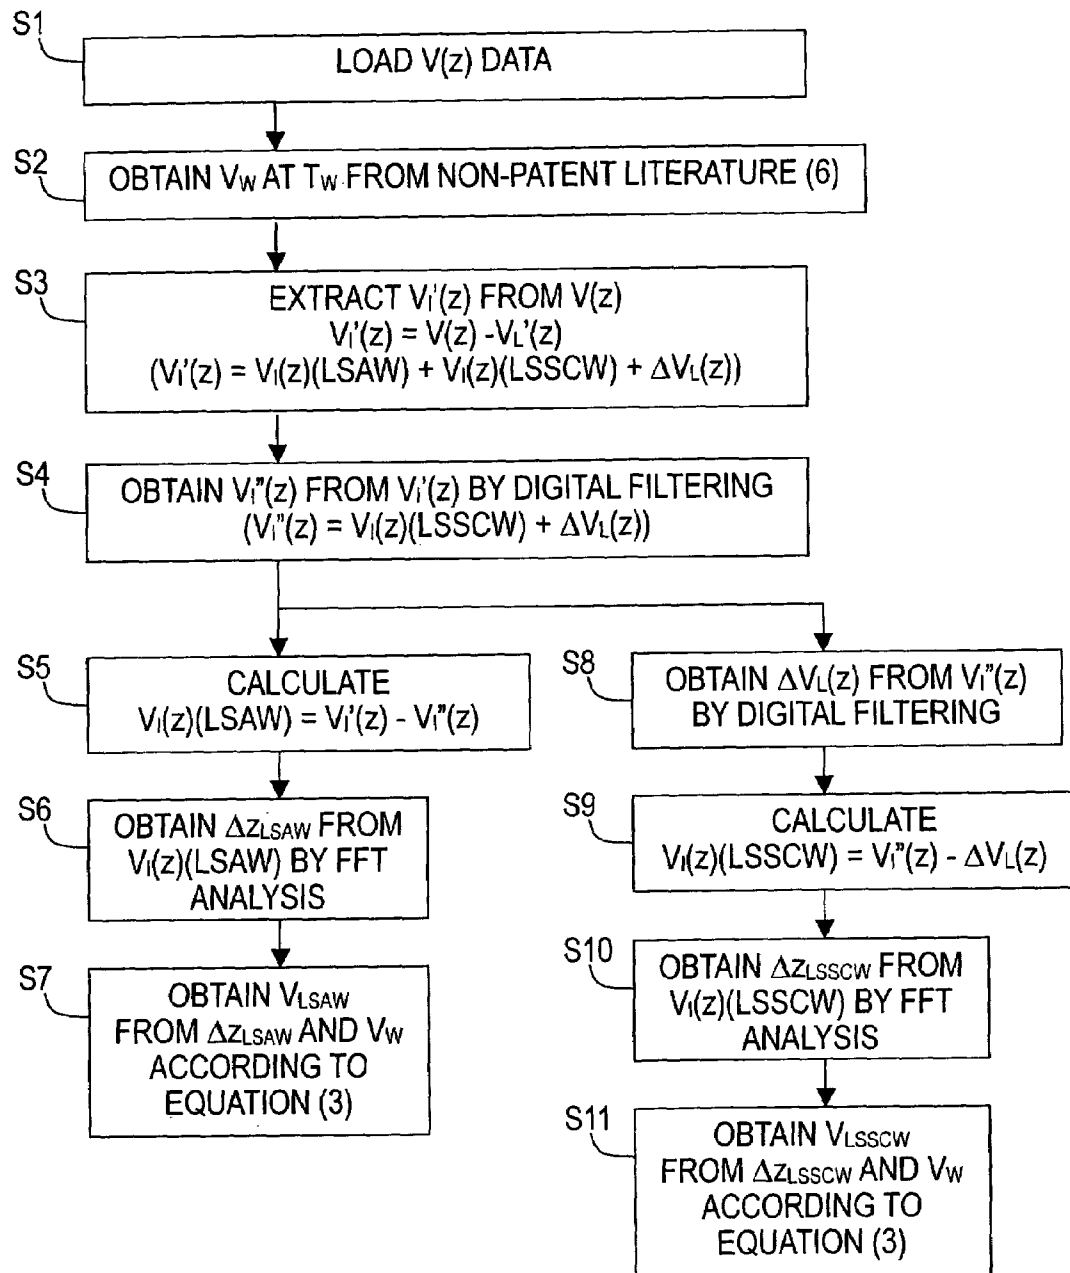 S1
LOAD V(z) DATA
S2
OBTAIN VW AT TW FROM NON-PATENT LITERATURE (6)
S3
EXTRACT VI'(z) FROM V(z)
VI'(z) = V(z) -VL'(z)
(VI'(z) = VI(z)(LSAW) + VI(z)(LSSCW) + ΔVL(z))
S4
OBTAIN VI"(z) FROM VI'(z) BY DIGITAL FILTERING
(VI"(z) = VI(z)(LSSCW) + ΔVL(z))
S5
CALCULATE
VI(z)(LSAW) = VI'(z) - VI"(z)
S6
OBTAIN ΔZLSAW FROM
VI(z)(LSAW) BY FFT
ANALYSIS
S7
OBTAIN VLSAW
FROM ΔZLSAW AND VW
ACCORDING TO
EQUATION (3)
S8
OBTAIN ΔVL(z) FROM VI"(z)
BY DIGITAL FILTERING
S9
CALCULATE
VI(z)(LSSCW) = VI"(z) - ΔVL(z)
S10
OBTAIN ΔZLSSCW FROM
VI(z)(LSSCW) BY FFT
ANALYSIS
S11
OBTAIN VLSSCW
FROM ΔZLSSCW AND VW
ACCORDING TO
EQUATION (3)